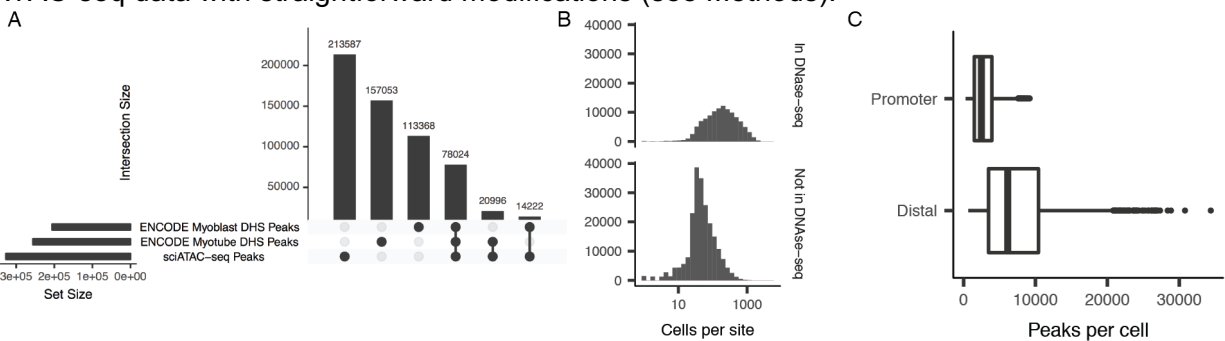 A
B
C
213587
157053
113368
78024
20996
14222
200000
150000
100000
50000
Intersection Size
ENCODE Myoblast DHS Peaks
ENCODE Myotube DHS Peaks
sciATAC−seq Peaks
3e+05 2e+05 1e+05 0e+00
Set Size
40000
30000
20000
10000
0
In DNase−seq
40000
30000
20000
10000
0
Not in DNAse−seq
10 1000
Cells per site
Promoter
Distal
0 10000 20000 30000
Peaks per cell